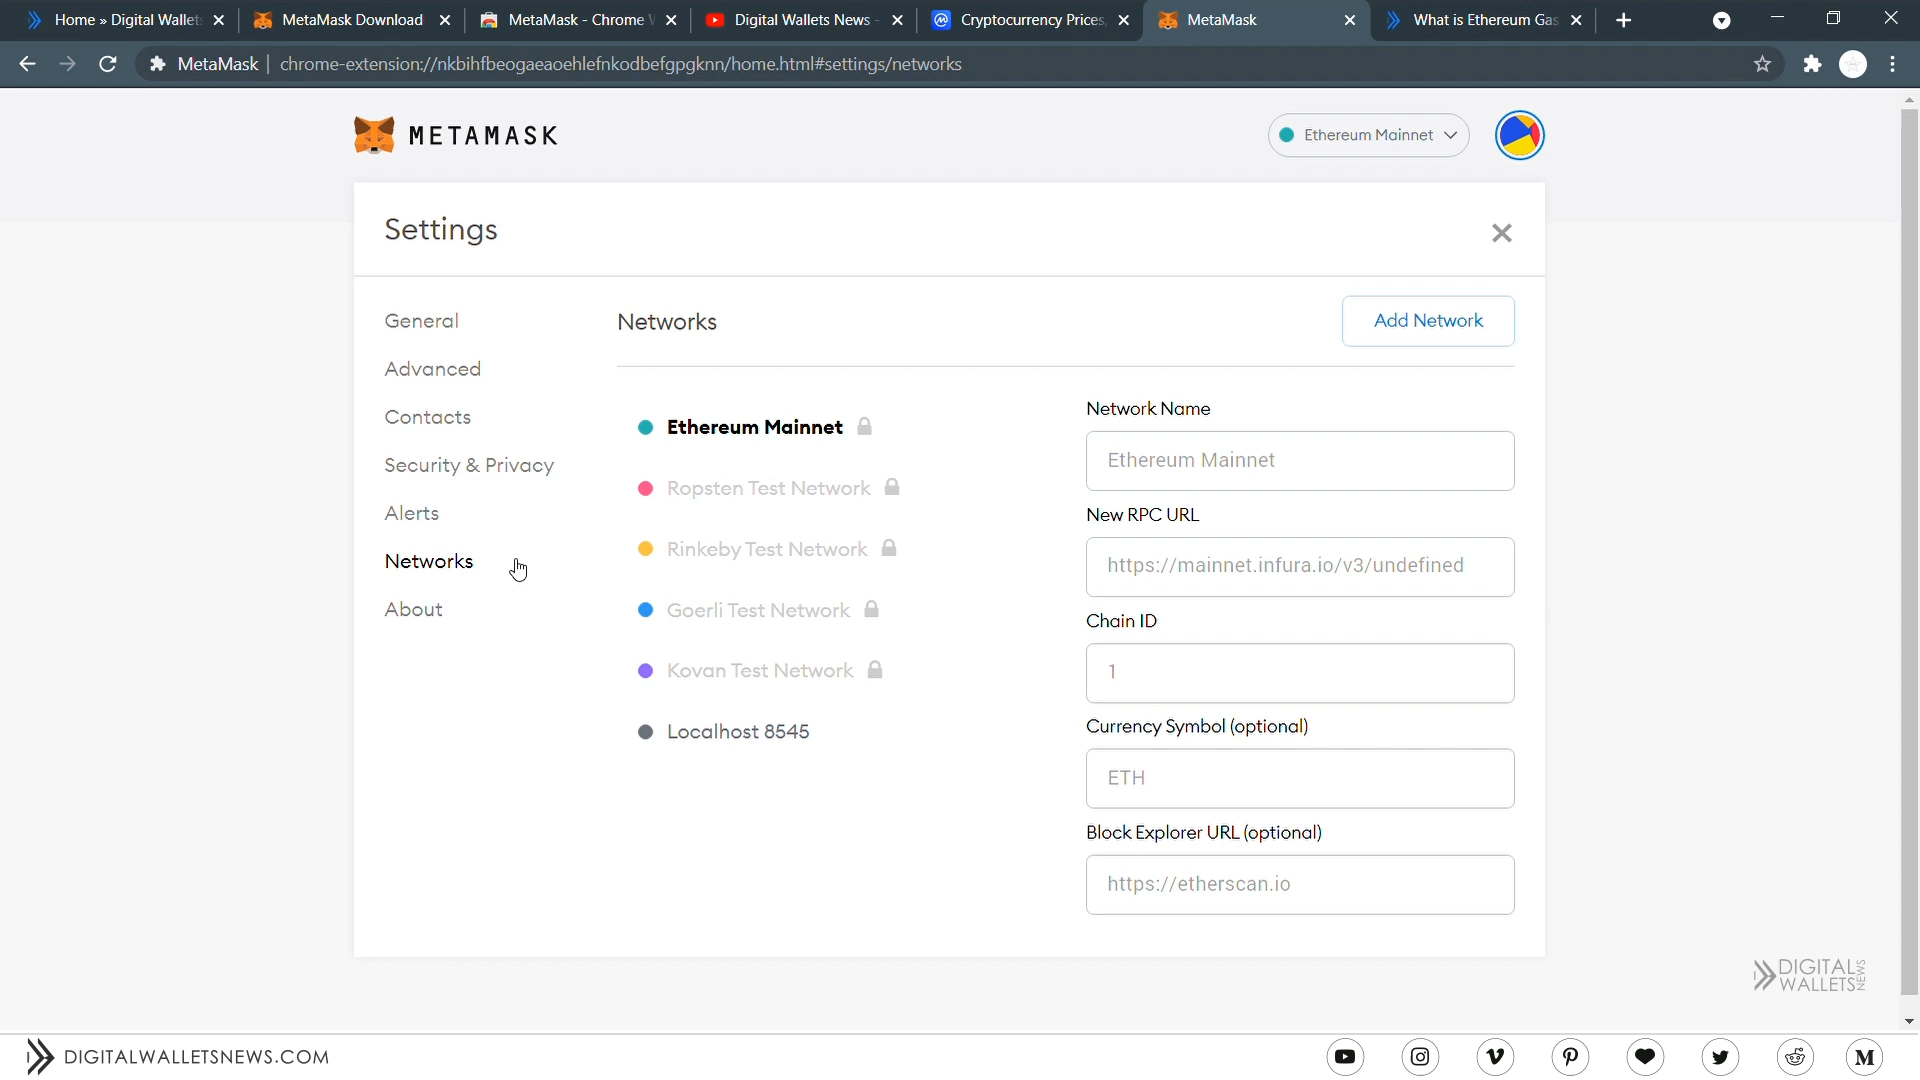 Home » Digital Wallet
MetaMask Download
MetaMask - Chrome
Digital Wallets News -
Cryptocurrency Prices,
MetaMask
What is Ethereum Gas
MetaMask
chrome-extension://nkbihfbeogaeaoehlefnkodbefgpgknn/home.html#settings/networks
METAMASK
Ethereum Mainnet
Settings
General
Advanced
Contacts
Security & Privacy
Alerts
Networks
About
Networks
Add Network
Ethereum Mainnet
Ropsten Test Network
Rinkeby Test Network
Goerli Test Network
Kovan Test Network
Localhost 8545
Network Name
Ethereum Mainnet
New RPC URL
https://mainnet.infura.io/v3/undefined
Chain ID
1
Currency Symbol (optional)
ETH
Block Explorer URL (optional)
https://etherscan.io
DIGITAL
WALLETS
NEWS
DIGITALWALLETSNEWS.COM